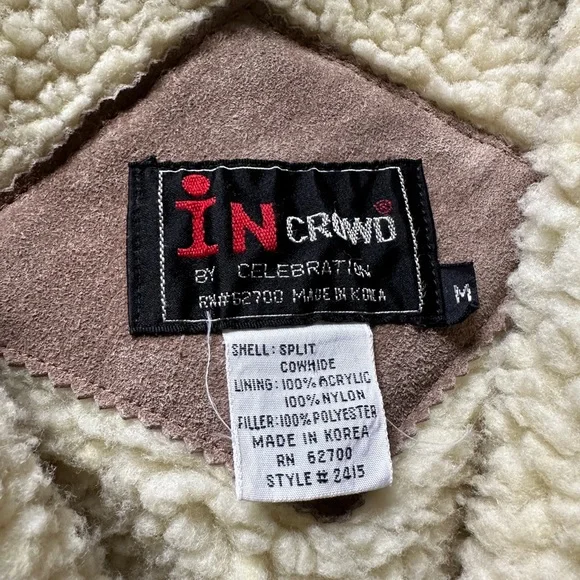 iN CROWD ®
BY CELEBRATION
RN#62700 MADE IN KOREA
M
SHELL: SPLIT
COWHIDE
LINING: 100% ACRYLIC
100% NYLON
FILLER: 100% POLYESTER
MADE IN KOREA
RN 62700
STYLE # 2415